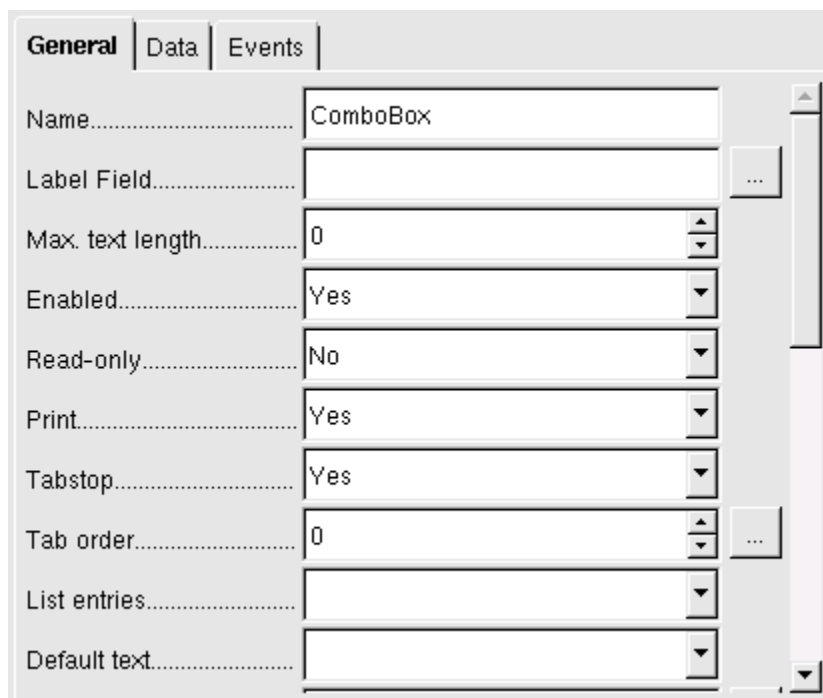 General Data Events
Name............................. ComboBox
Label Field........................ ...
Max. text length................ 0
Enabled.............................. Yes
Read-only.......................... No
Print..................................... Yes
Tabstop.............................. Yes
Tab order........................... 0 ...
List entries.........................
Default text.......................